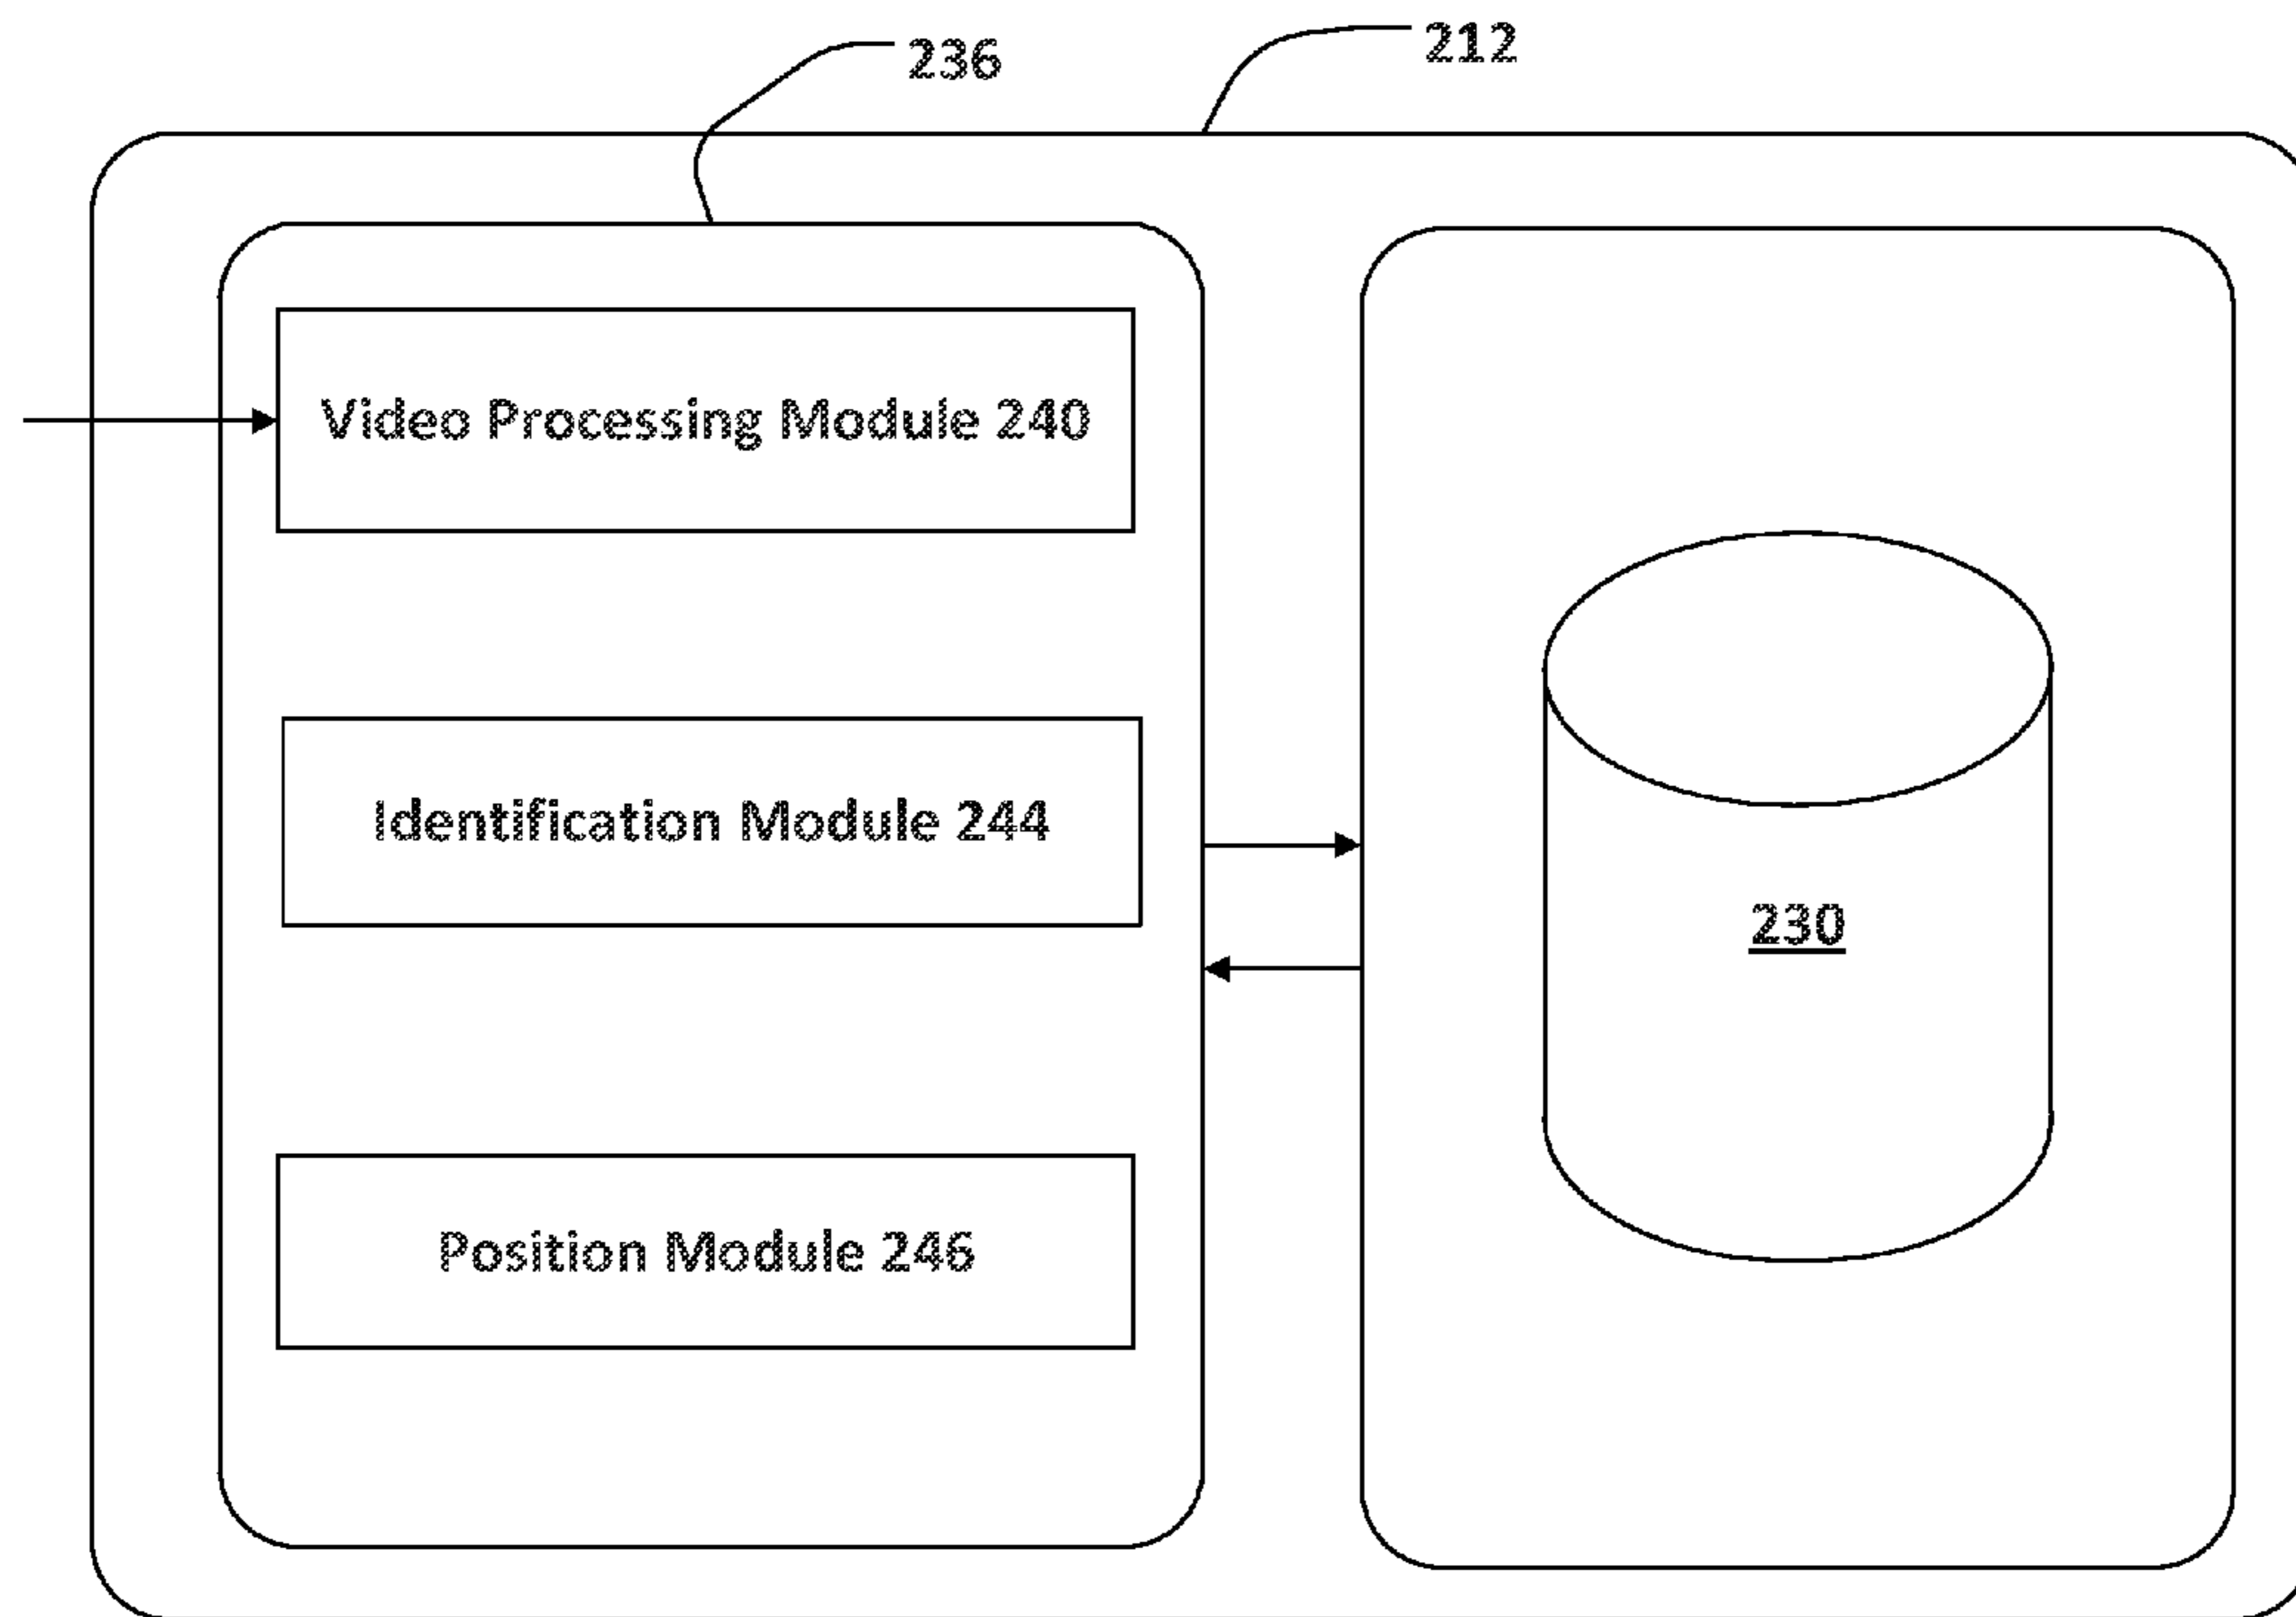 236
212
Video Processing Module 240
Identification Module 244
230
Position Module 246